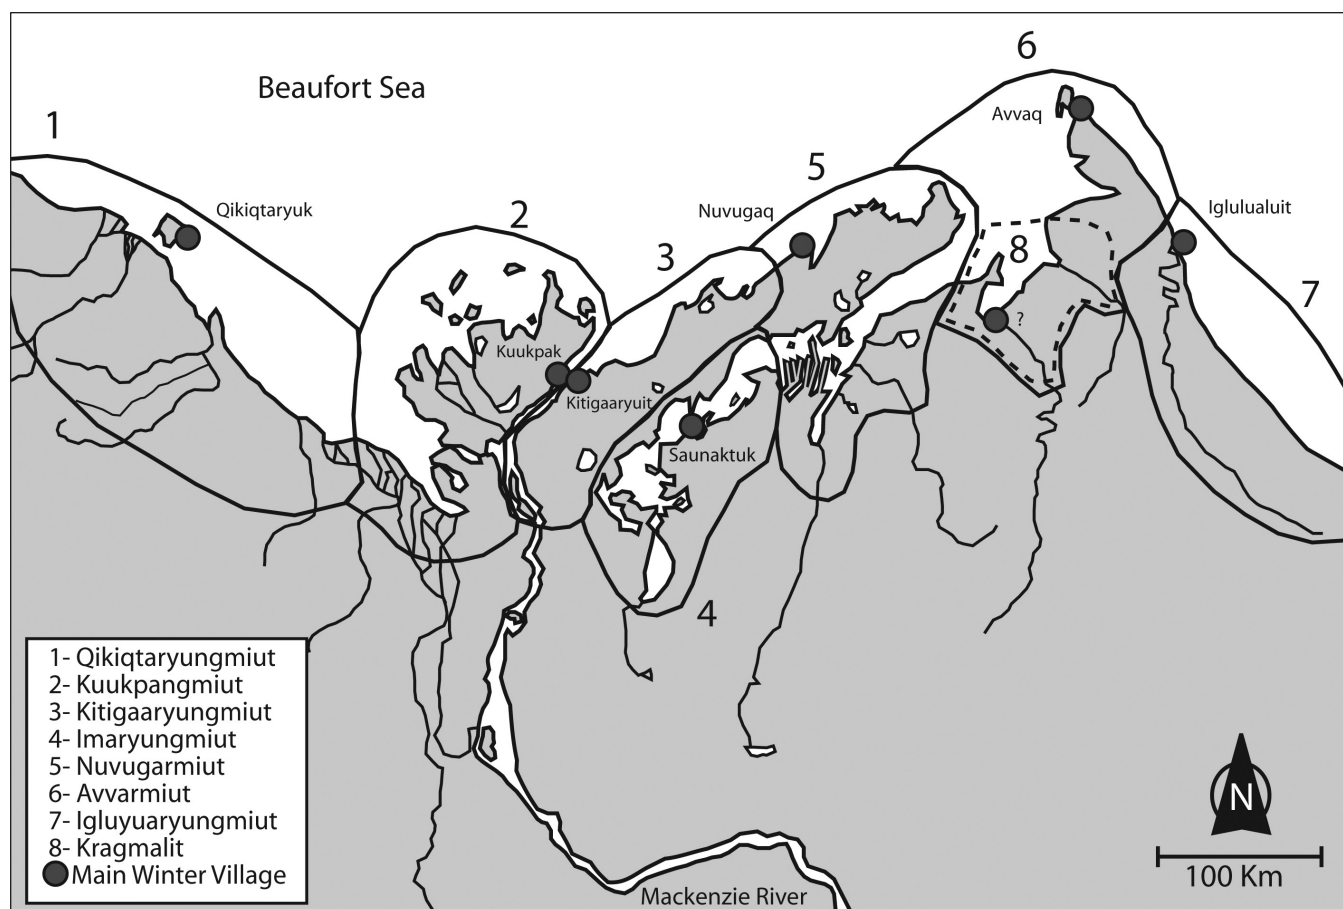 6
Beaufort Sea
Avvaq
1
5
Qikiqtaryuk
2
Nuvugaq
Iglulualuit
3
8
7
?
Kuukpak
Kitigaaryuit
Saunaktuk
4
1- Qikiqtaryungmiut
2- Kuukpangmiut
3- Kitigaaryungmiut
4- Imaryungmiut
5- Nuvugarmiut
6- Avvarmiut
7- Igluyuaryungmiut
8- Kragmalit
Main Winter Village
N
100 Km
Mackenzie River